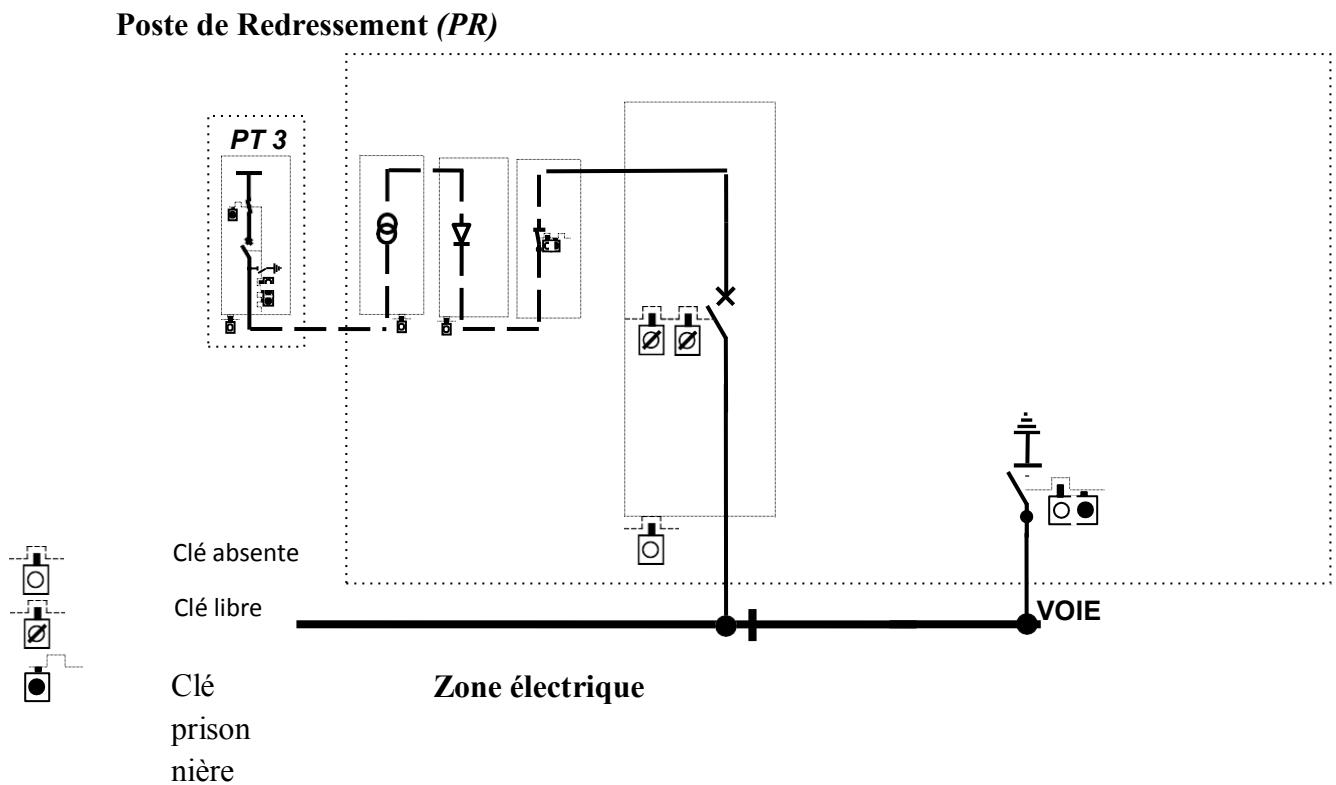 Poste de Redressement (PR)
PT 3
Clé absente
Clé libre
VOIE
Clé
prison
nière
Zone électrique